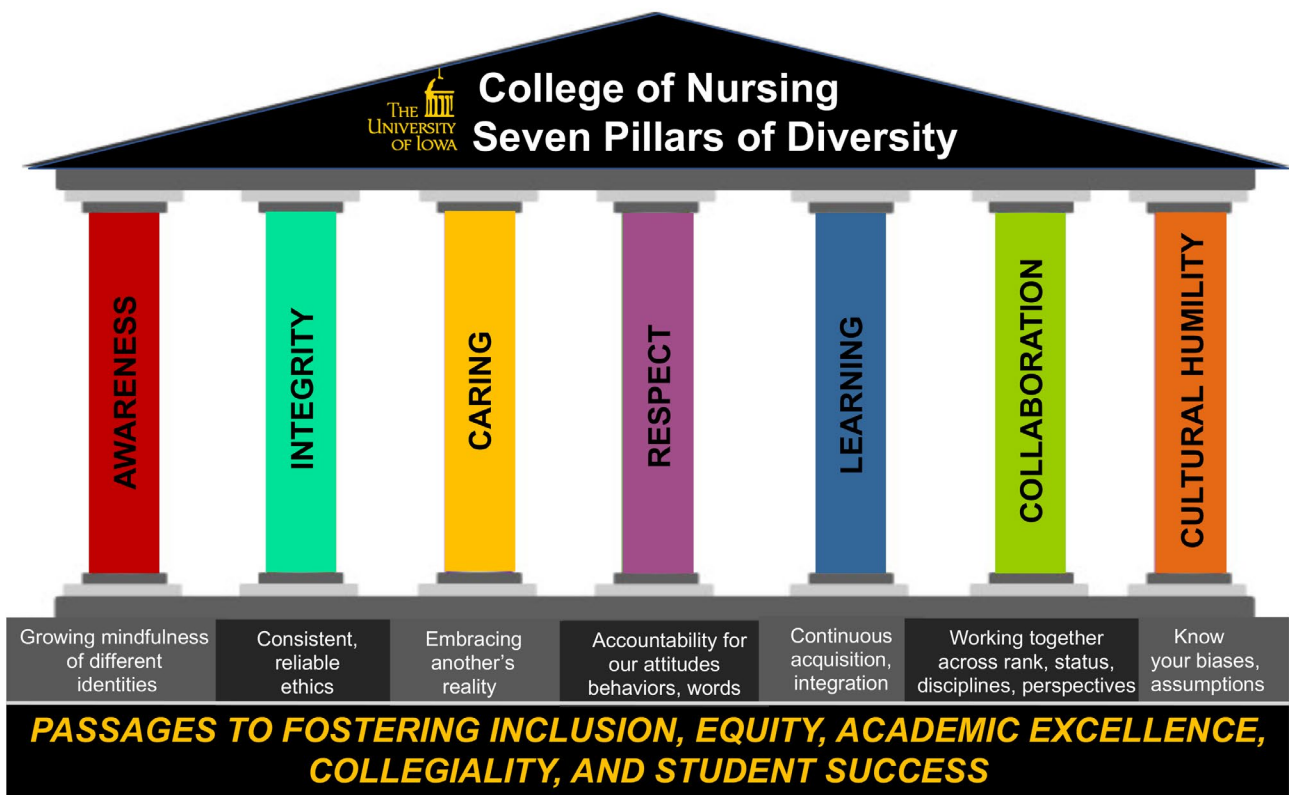 THE
UNIVERSITY
OF IOWA
College of Nursing
Seven Pillars of Diversity
AWARENESS
INTEGRITY
CARING
RESPECT
LEARNING
COLLABORATION
CULTURAL HUMILITY
Growing mindfulness
of different
identities
Consistent,
reliable
ethics
Embracing
another's
reality
Accountability for
our attitudes
behaviors, words
Continuous
acquisition,
integration
Working together
across rank, status,
disciplines, perspectives
Know
your biases,
assumptions
PASSAGES TO FOSTERING INCLUSION, EQUITY, ACADEMIC EXCELLENCE,
COLLEGIALITY, AND STUDENT SUCCESS